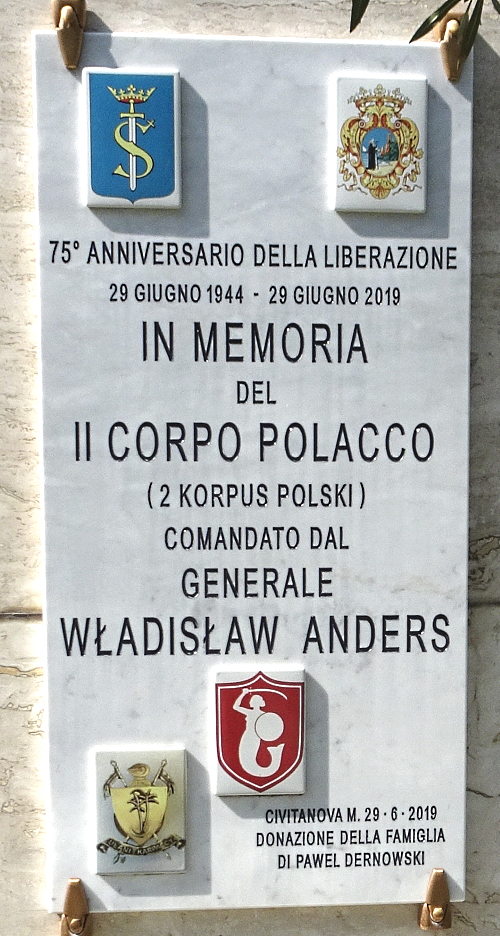 75° ANNIVERSARIO DELLA LIBERAZIONE
29 GIUGNO 1944 - 29 GIUGNO 2019
IN MEMORIA
DEL
II CORPO POLACCO
( 2 KORPUS POLSKI )
COMANDATO DAL
GENERALE
WŁADISŁAW ANDERS
CIVITANOVA M. 29 · 6 · 2019
DONAZIONE DELLA FAMIGLIA
DI PAWEL DERNOWSKI